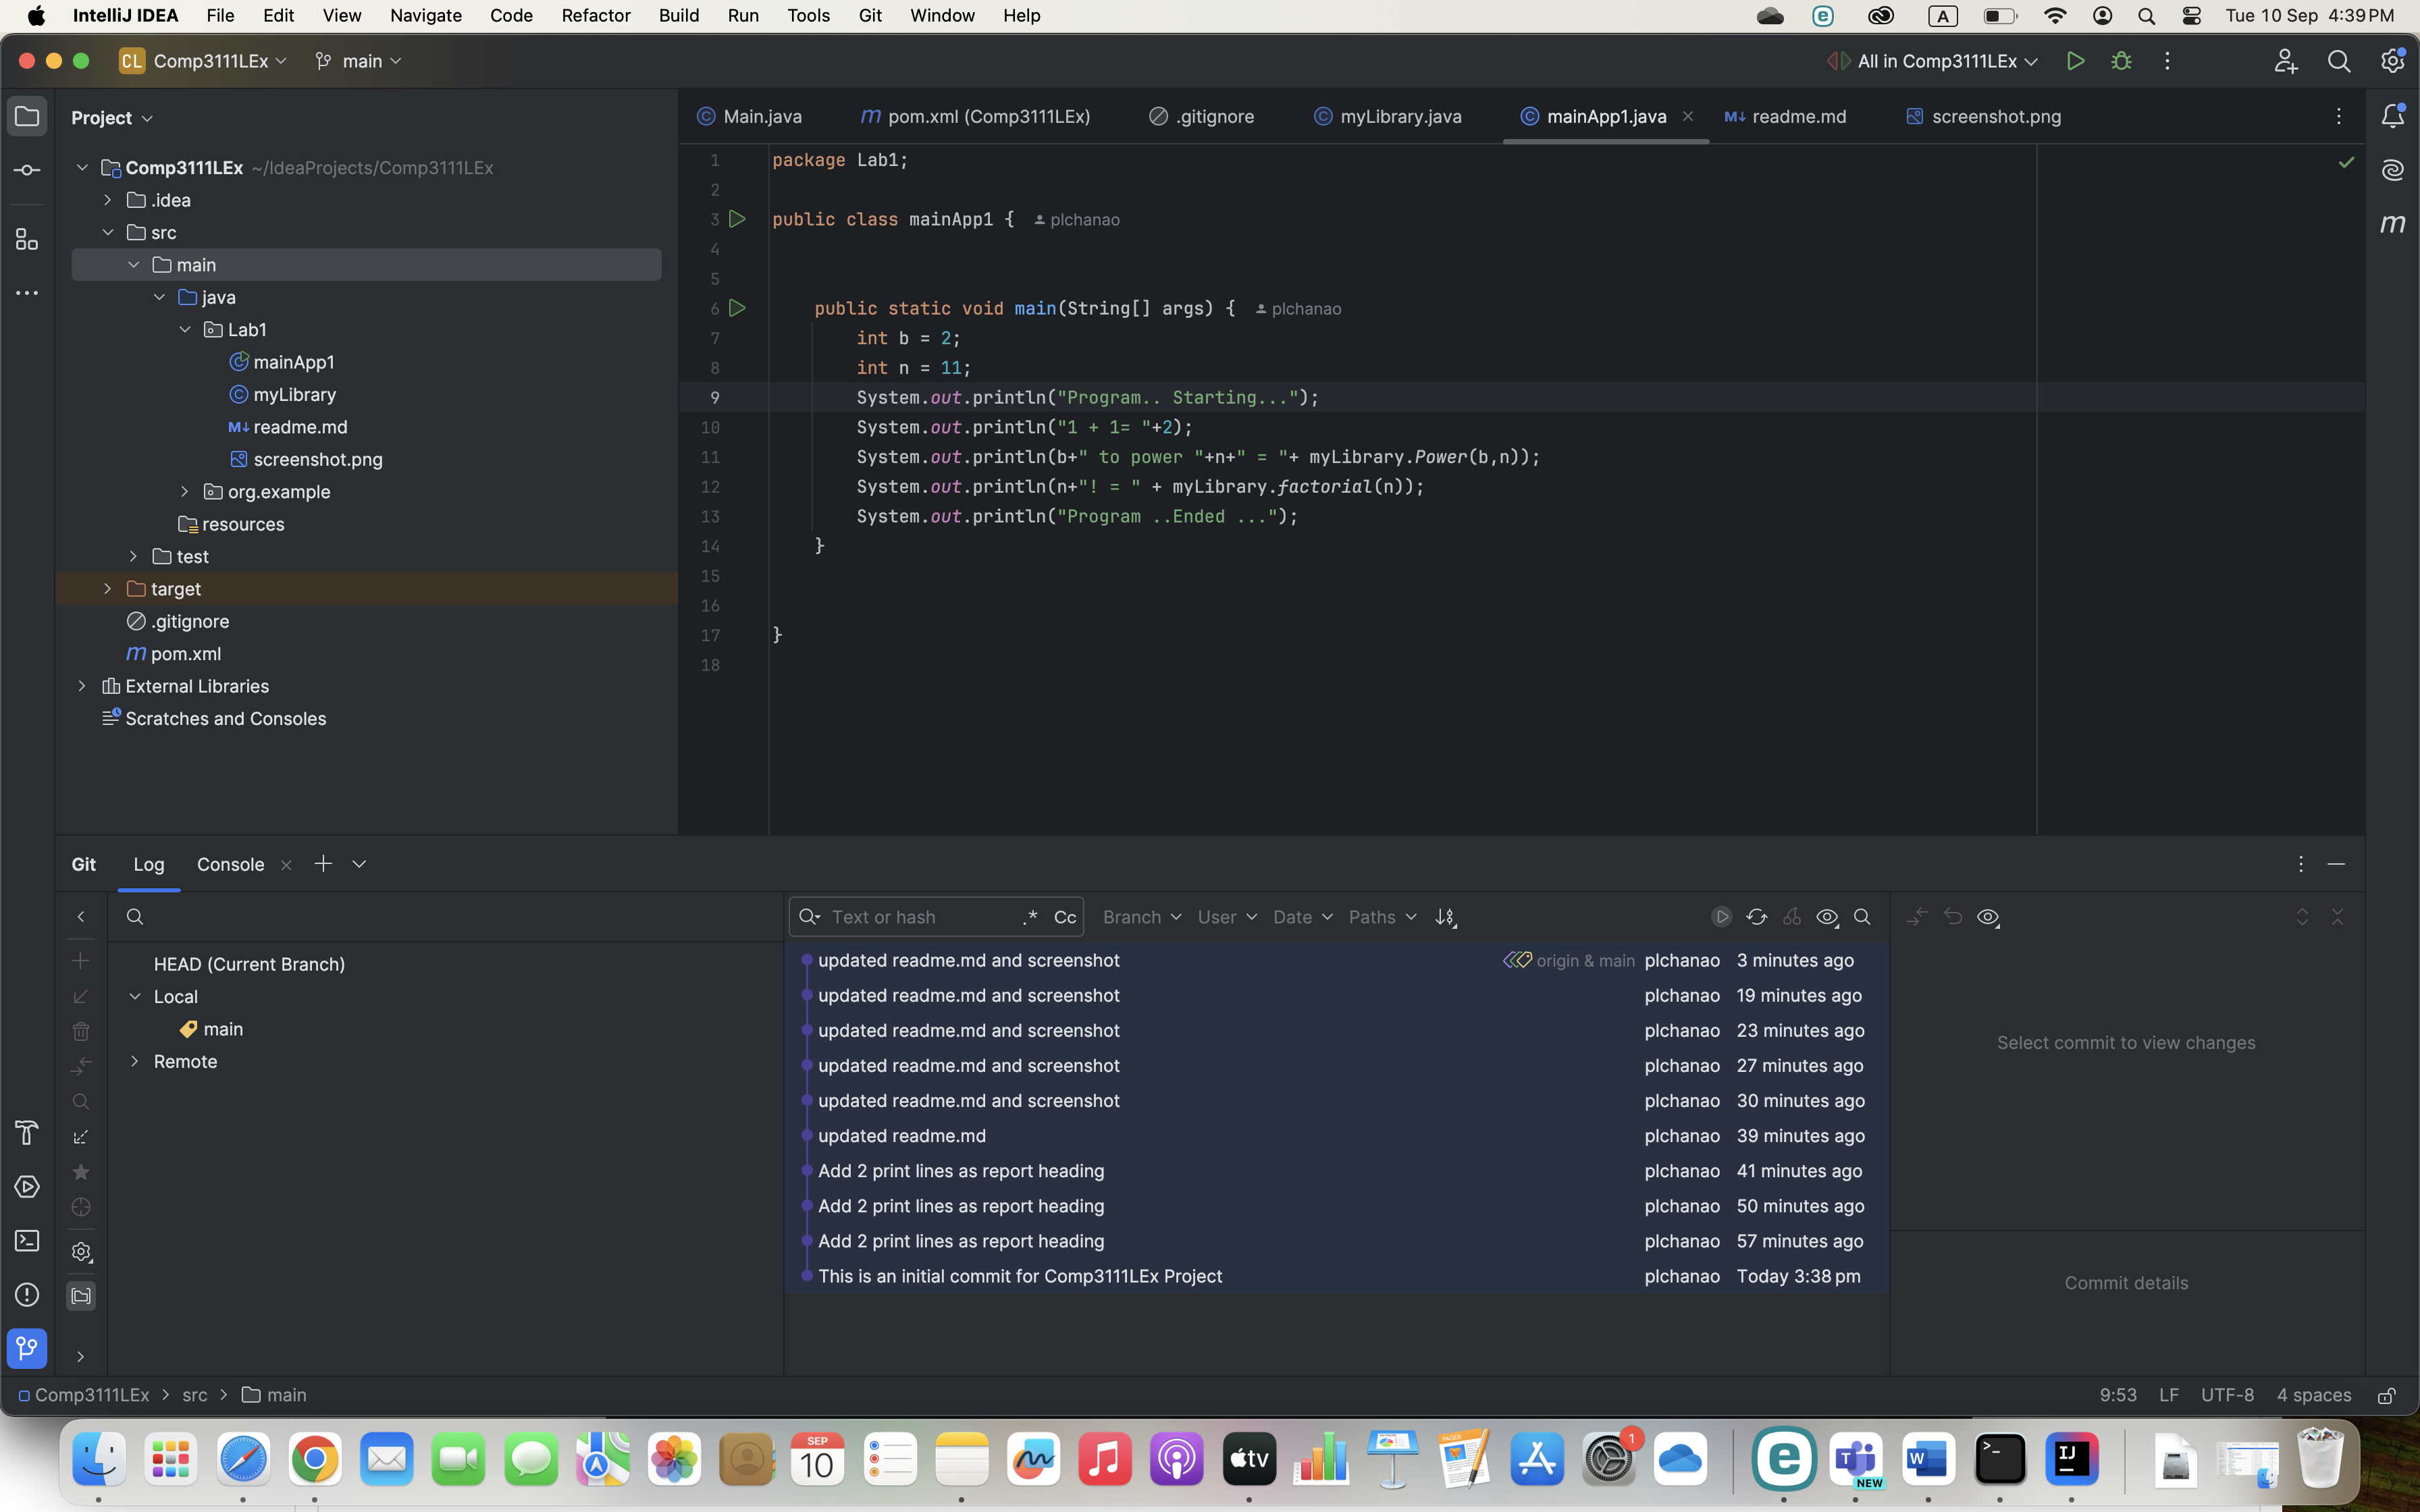 IntelliJ IDEA File Edit View Navigate Code Refactor Build Run Tools Git Window Help A Tue 10 Sep 4:39 PM
CL Comp3111LEx main All in Comp3111LEx
Project
Main.java pom.xml (Comp3111LEx) .gitignore myLibrary.java mainApp1.java readme.md screenshot.png
Comp3111LEx ~/IdeaProjects/Comp3111LEx
.idea
src
main
java
Lab1
mainApp1
myLibrary
readme.md
screenshot.png
org.example
resources
test
target
.gitignore
pom.xml
External Libraries
Scratches and Consoles
1 package Lab1;
2
3 public class mainApp1 { plchanao
4
5
6 public static void main(String[] args) { plchanao
7 int b = 2;
8 int n = 11;
9 System.out.println("Program.. Starting...");
10 System.out.println("1 + 1= "+2);
11 System.out.println(b+" to power "+n+" = "+ myLibrary.Power(b,n));
12 System.out.println(n+"! = " + myLibrary.factorial(n));
13 System.out.println("Program ..Ended ...");
14 }
15
16
17 }
18
Git Log Console
HEAD (Current Branch)
Local
main
Remote
Text or hash .* Cc Branch User Date Paths
updated readme.md and screenshot origin & main plchanao 3 minutes ago
updated readme.md and screenshot plchanao 19 minutes ago
updated readme.md and screenshot plchanao 23 minutes ago
updated readme.md and screenshot plchanao 27 minutes ago
updated readme.md and screenshot plchanao 30 minutes ago
updated readme.md plchanao 39 minutes ago
Add 2 print lines as report heading plchanao 41 minutes ago
Add 2 print lines as report heading plchanao 50 minutes ago
Add 2 print lines as report heading plchanao 57 minutes ago
This is an initial commit for Comp3111LEx Project plchanao Today 3:38 pm
Select commit to view changes
Commit details
Comp3111LEx > src > main 9:53 LF UTF-8 4 spaces
SEP
10
tv
PAGES
1
NEW
IJ